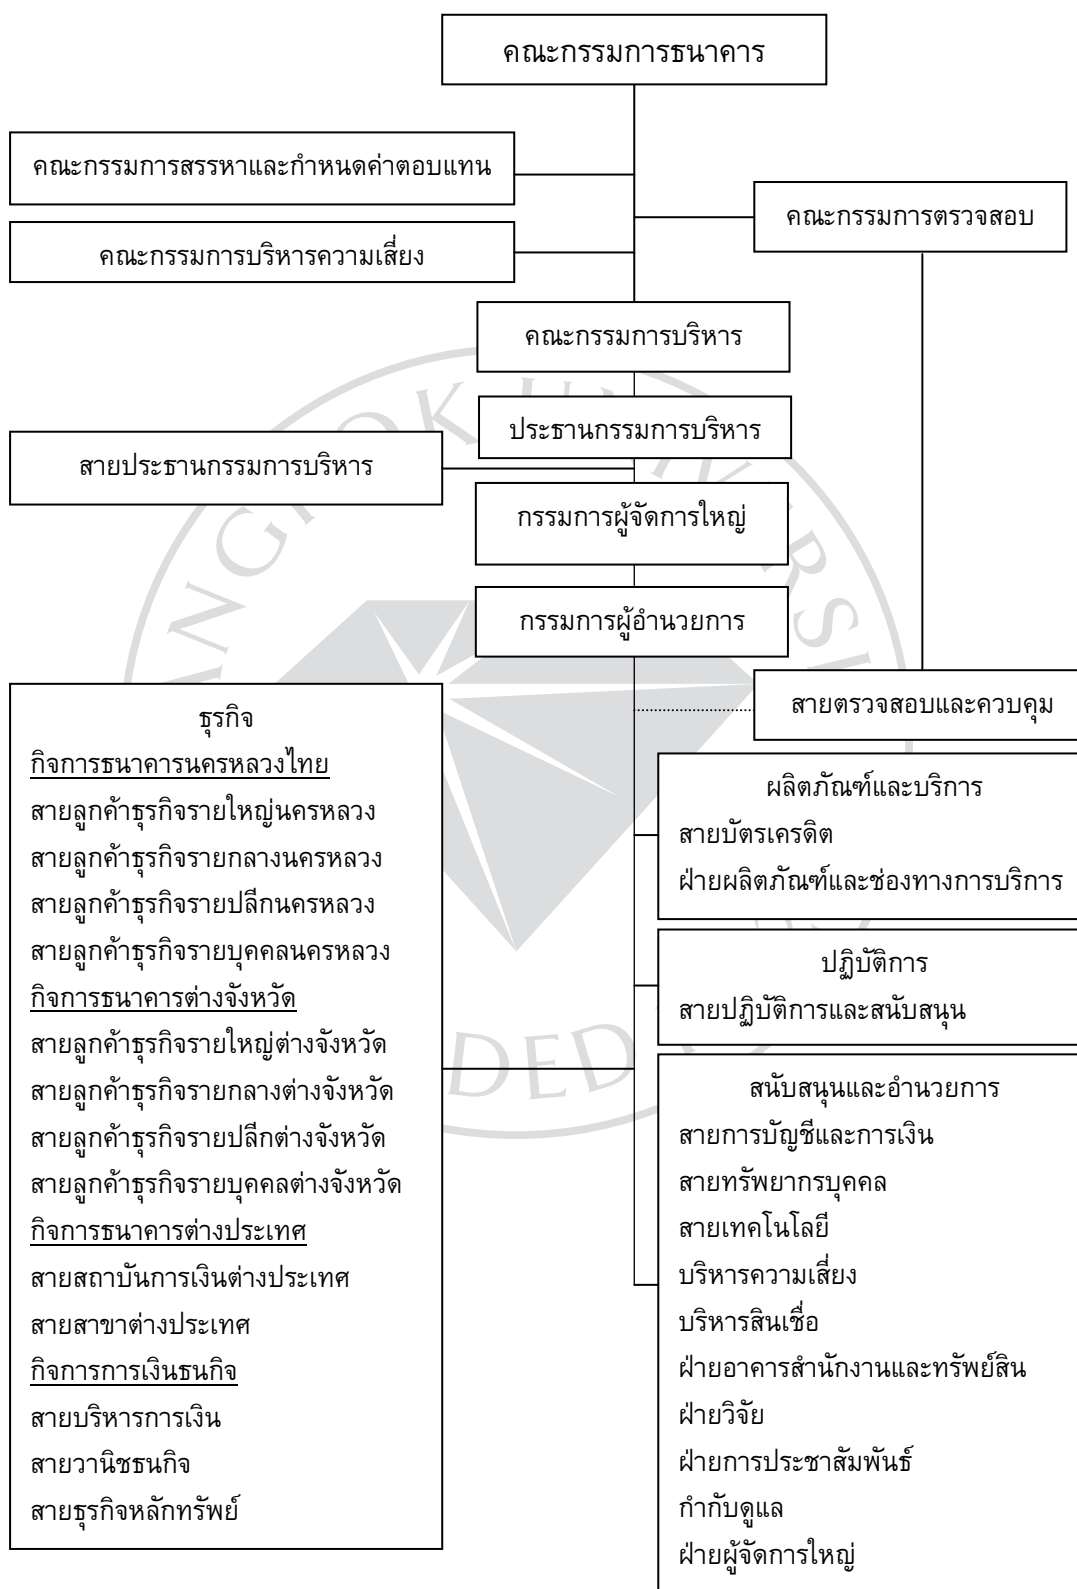 คณะกรรมการธนาคาร
คณะกรรมการสรรหาและกำหนดค่าตอบแทน
คณะกรรมการตรวจสอบ
คณะกรรมการบริหารความเสี่ยง
คณะกรรมการบริหาร
ประธานกรรมการบริหาร
สายประธานกรรมการบริหาร
กรรมการผู้จัดการใหญ่
กรรมการผู้อำนวยการ
สายตรวจสอบและควบคุม
ธุรกิจ
กิจการธนาคารนครหลวงไทย
สายลูกค้าธุรกิจรายใหญ่นครหลวง
สายลูกค้าธุรกิจรายกลางนครหลวง
สายลูกค้าธุรกิจรายปลีกนครหลวง
สายลูกค้าธุรกิจรายบุคคลนครหลวง
กิจการธนาคารต่างจังหวัด
สายลูกค้าธุรกิจรายใหญ่ต่างจังหวัด
สายลูกค้าธุรกิจรายกลางต่างจังหวัด
สายลูกค้าธุรกิจรายปลีกต่างจังหวัด
สายลูกค้าธุรกิจรายบุคคลต่างจังหวัด
กิจการธนาคารต่างประเทศ
สายสถาบันการเงินต่างประเทศ
สายสาขาต่างประเทศ
กิจการการเงินธนกิจ
สายบริหารการเงิน
สายวานิชธนกิจ
สายธุรกิจหลักทรัพย์
ผลิตภัณฑ์และบริการ
สายบัตรเครดิต
ฝ่ายผลิตภัณฑ์และช่องทางการบริการ
ปฏิบัติการ
สายปฏิบัติการและสนับสนุน
สนับสนุนและอำนวยการ
สายการบัญชีและการเงิน
สายทรัพยากรบุคคล
สายเทคโนโลยี
บริหารความเสี่ยง
บริหารสินเชื่อ
ฝ่ายอาคารสำนักงานและทรัพย์สิน
ฝ่ายวิจัย
ฝ่ายการประชาสัมพันธ์
กำกับดูแล
ฝ่ายผู้จัดการใหญ่